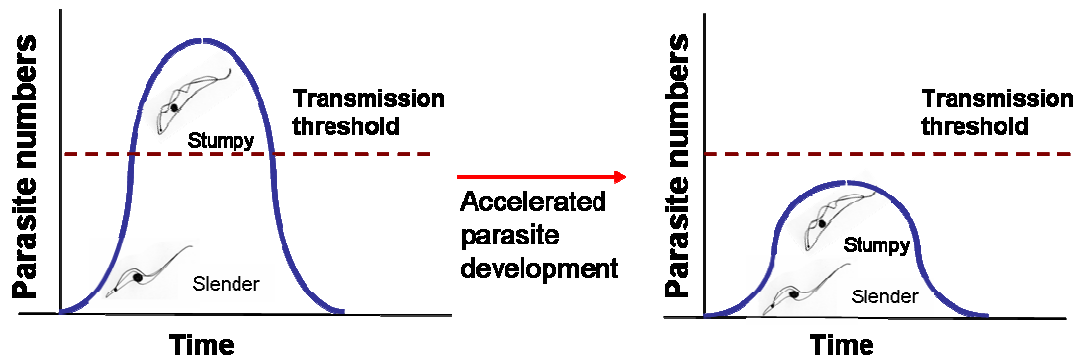 Parasite numbers
Transmission
threshold
Stumpy
Slender
Time
Accelerated
parasite
development
Parasite numbers
Transmission
threshold
Stumpy
Slender
Time